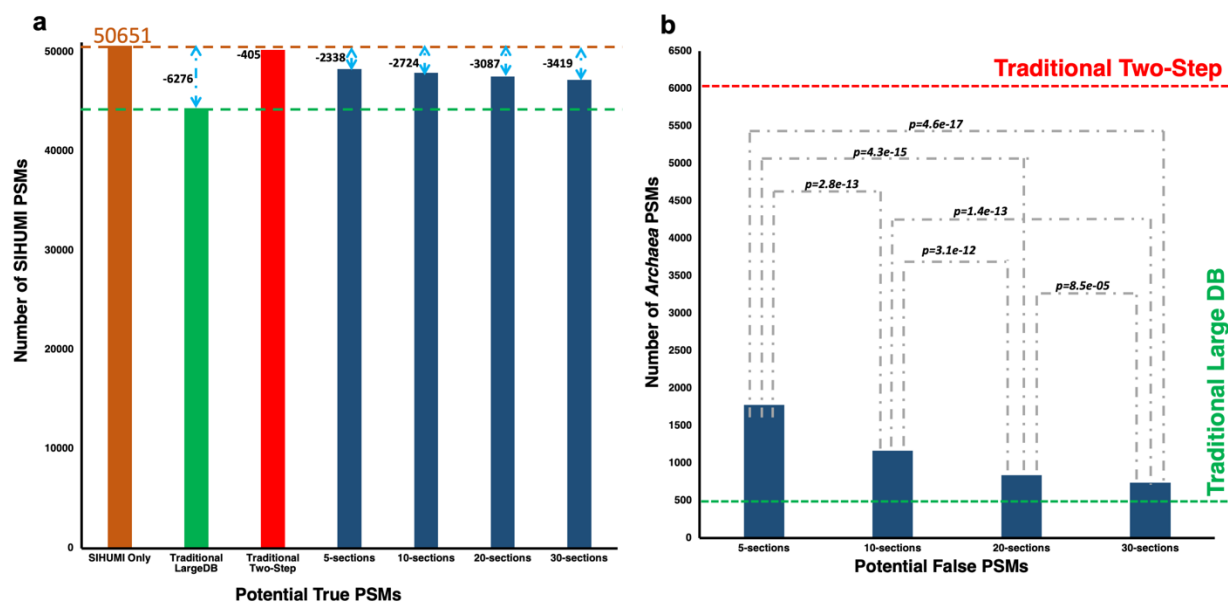 a
50651
50000
40000
30000
20000
10000
0
Number of SIHUMI PSMs
-6276
-405
-2338
-2724
-3087
-3419
SIHUMI Only
Traditional
LargeDB
Traditional
Two-Step
5-sections
10-sections
20-sections
30-sections
Potential True PSMs
b
6500
6000
5500
5000
4500
4000
3500
3000
2500
2000
1500
1000
500
0
Number of Archaea PSMs
Traditional Two-Step
p=4.6e-17
p=4.3e-15
p=2.8e-13
p=1.4e-13
p=3.1e-12
p=8.5e-05
Traditional Large DB
5-sections
10-sections
20-sections
30-sections
Potential False PSMs